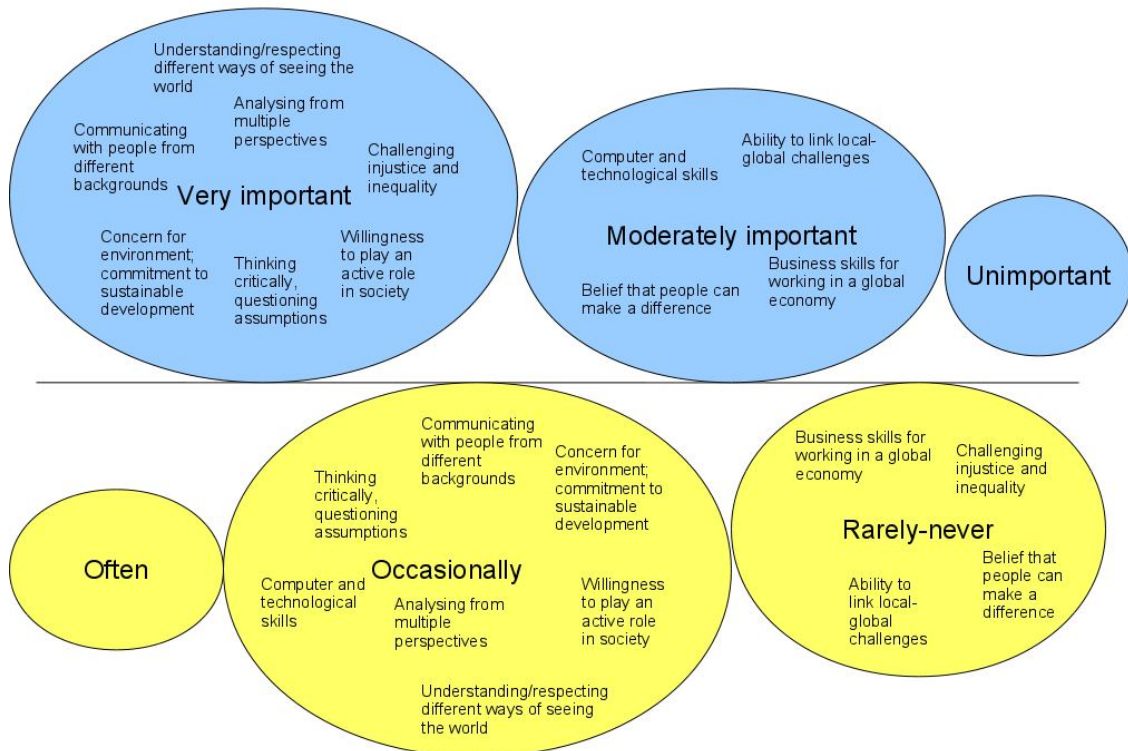 Understanding/respecting
different ways of seeing the
world
Analysing from
multiple
perspectives
Communicating
with people from
different
backgrounds
Challenging
injustice and
inequality
Very important
Concern for
environment;
commitment to
sustainable
development
Thinking
critically,
questioning
assumptions
Willingness
to play an
active role
in society
Computer and
technological skills
Ability to link local-
global challenges
Moderately important
Belief that people can
make a difference
Business skills for
working in a global
economy
Unimportant
Often
Communicating
with people from
different
backgrounds
Concern for
environment;
commitment to
sustainable
development
Thinking
critically,
questioning
assumptions
Occasionally
Computer and
technological
skills
Analysing from
multiple
perspectives
Willingness
to play an
active role
in society
Understanding/respecting
different ways of seeing
the world
Business skills for
working in a global
economy
Challenging
injustice and
inequality
Rarely-never
Ability to
link local-
global
challenges
Belief that
people can
make a
difference